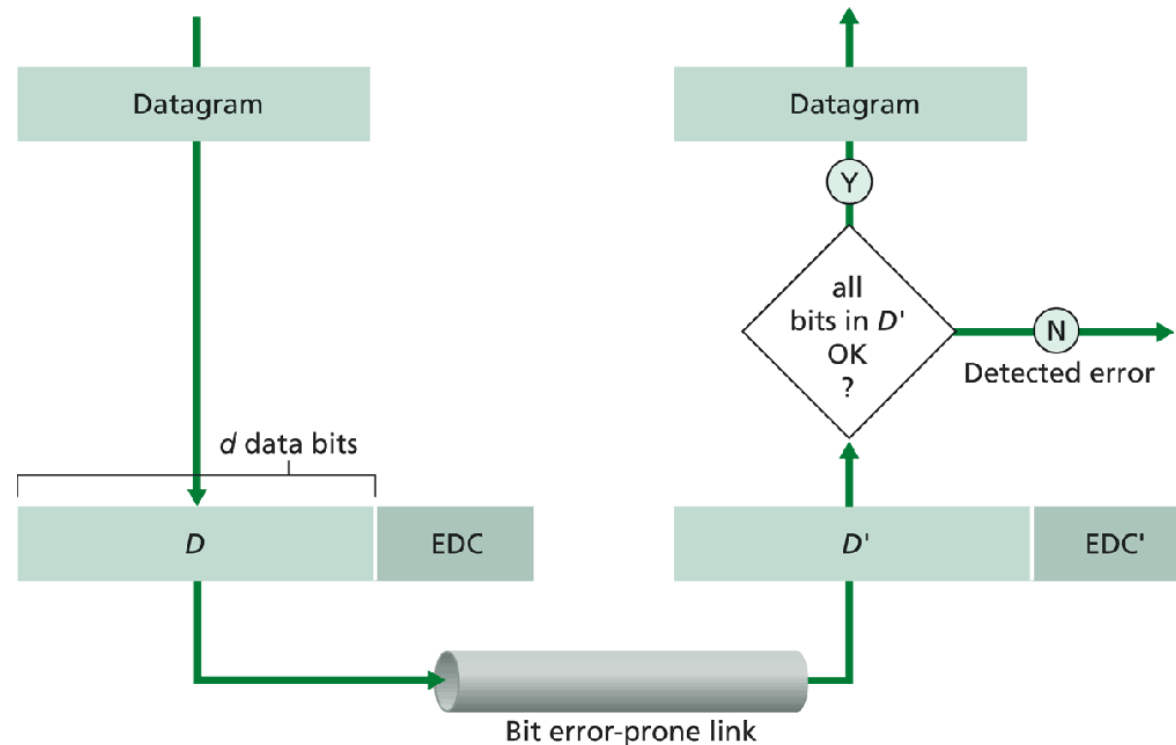 Datagram
d data bits
D
EDC
Bit error-prone link
Datagram
Y
all
bits in D'
OK
?
N
Detected error
D'
EDC'